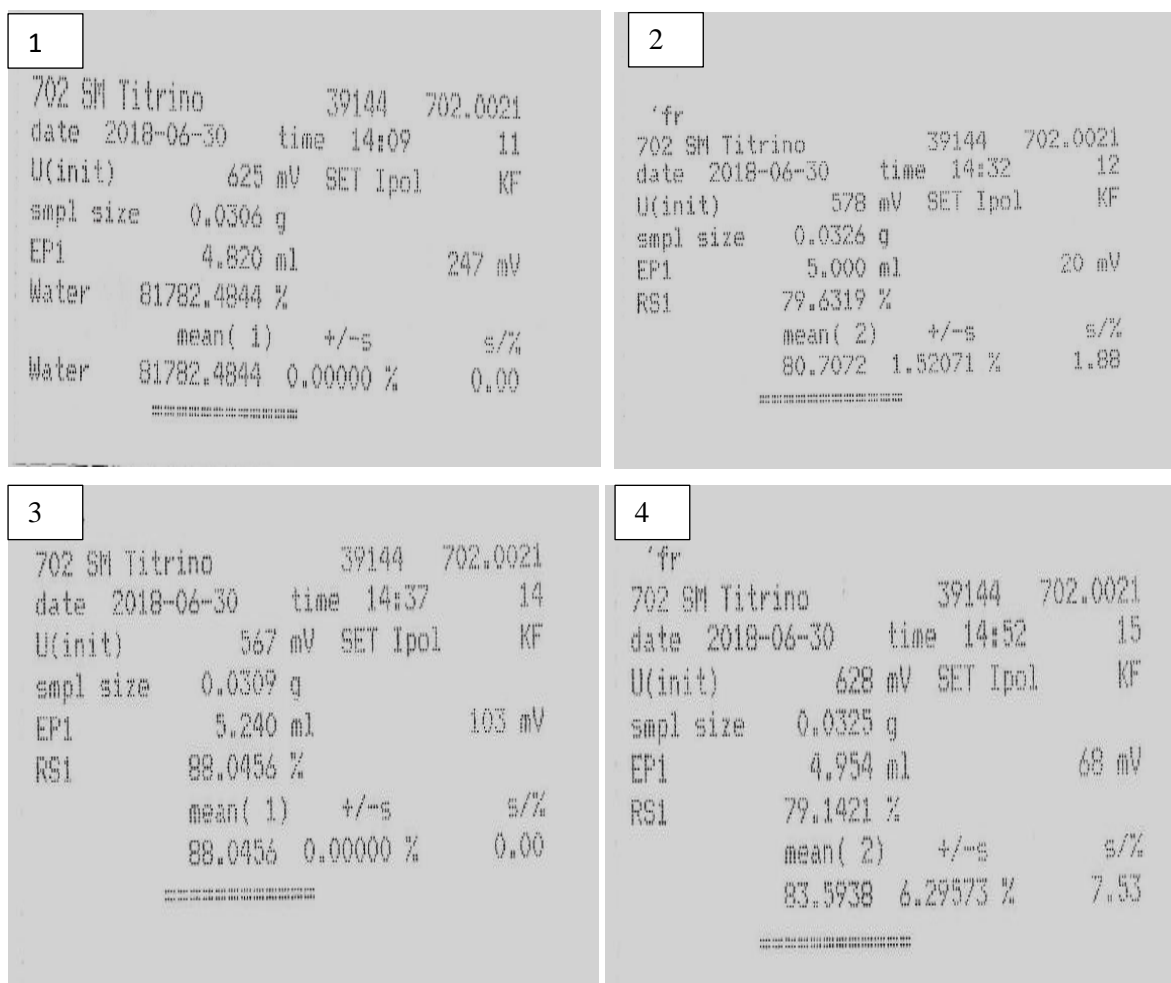 1
702 SM Titrino 39144 702.0021
date 2018-06-30 time 14:09 11
U(init) 625 mV SET Ipol KF
smpl size 0.0306 g
EP1 4.820 ml 247 mV
Water 81782.4844 %
mean( 1) +/-s s/%
Water 81782.4844 0.00000 % 0.00
2
'fr
702 SM Titrino 39144 702.0021
date 2018-06-30 time 14:32 12
U(init) 578 mV SET Ipol KF
smpl size 0.0326 g
EP1 5.000 ml 20 mV
RS1 79.6319 %
mean( 2) +/-s s/%
80.7072 1.52071 % 1.88
3
702 SM Titrino 39144 702.0021
date 2018-06-30 time 14:37 14
U(init) 567 mV SET Ipol KF
smpl size 0.0309 g
EP1 5.240 ml 103 mV
RS1 88.0456 %
mean( 1) +/-s s/%
88.0456 0.00000 % 0.00
4
'fr
702 SM Titrino 39144 702.0021
date 2018-06-30 time 14:52 15
U(init) 628 mV SET Ipol KF
smpl size 0.0325 g
EP1 4.954 ml 68 mV
RS1 79.1421 %
mean( 2) +/-s s/%
83.5938 6.29573 % 7.53